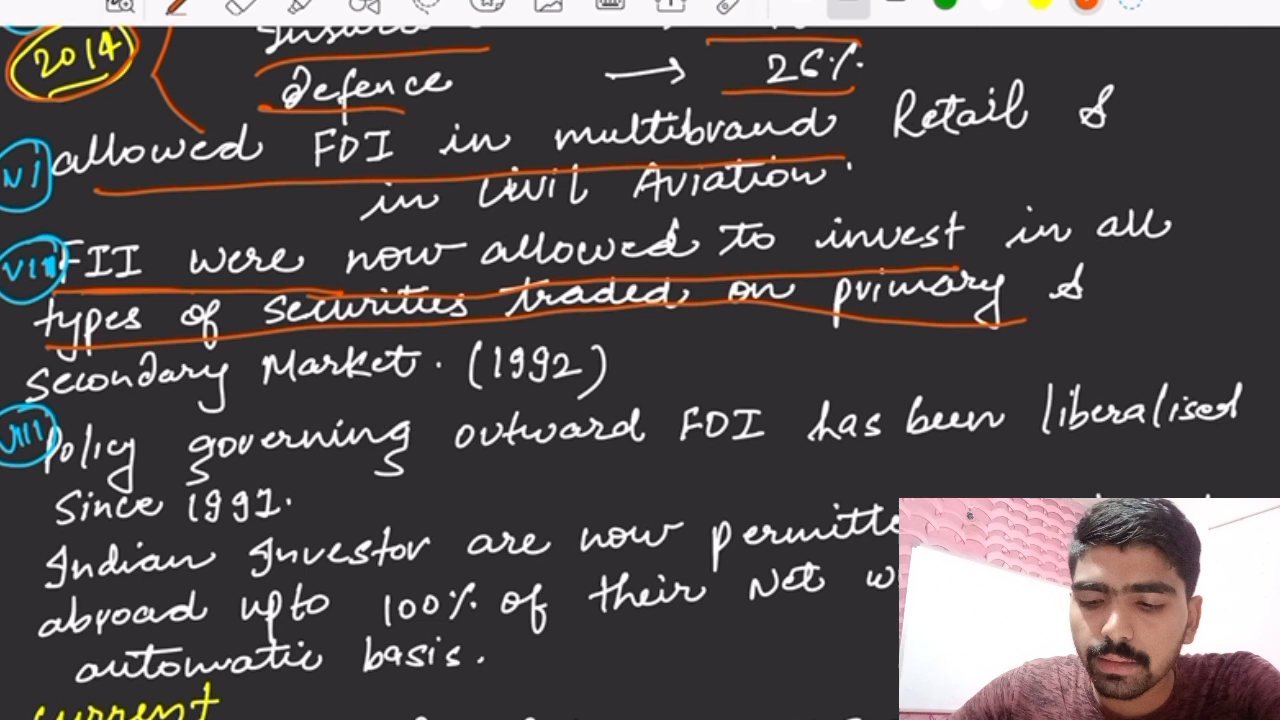 2014
Defence → 26%.
vi) allowed FDI in multibrand Retail &
in Civil Aviation.
vii) FII were now allowed to invest in all
types of securities traded on primary &
Secondary Market. (1992)
viii) Policy governing outward FDI has been liberalised
Since 1991.
Indian Investor are now
abroad upto 100% of their Net
automatic basis.
current